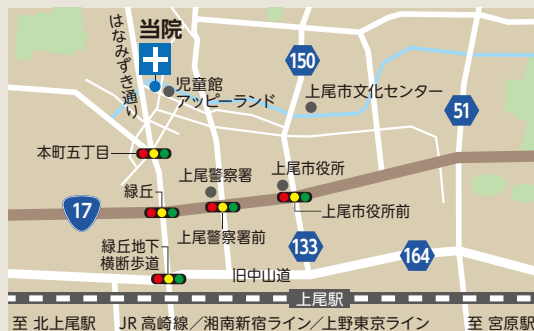 当院
はなみずき通り
児童館
アッピーランド
150
上尾市文化センター
51
本町五丁目
上尾警察署
上尾市役所
緑丘
17
上尾市役所前
上尾警察署前
緑丘地下
横断歩道
133
164
旧中山道
上尾駅
至 北上尾駅
JR 高崎線/湘南新宿ライン/上野東京ライン
至 宮原駅